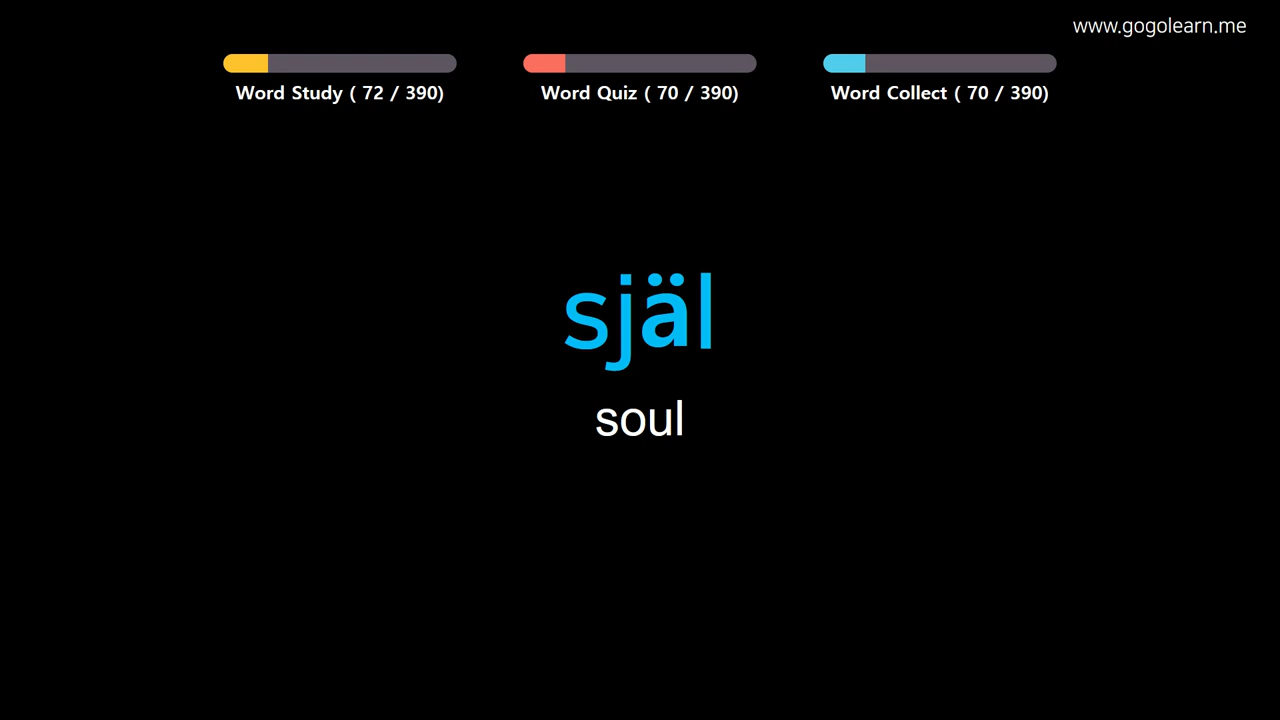 www.gogolearn.me
Word Study ( 72 / 390)
Word Quiz ( 70 / 390)
Word Collect ( 70 / 390)
själ
soul